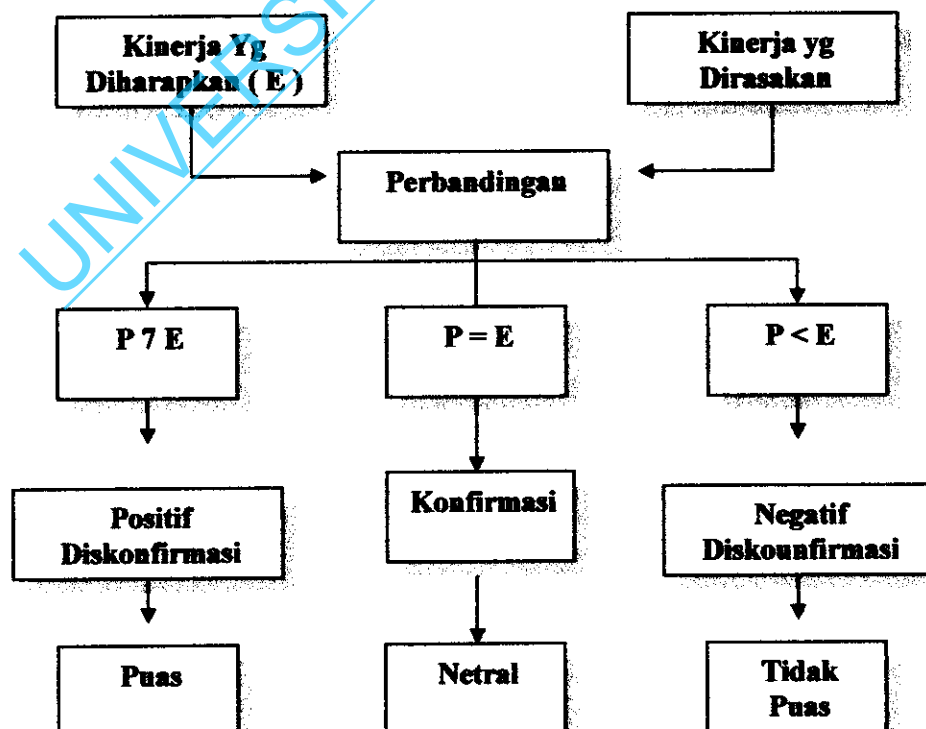 Kinerja Yg
Diharapkan ( E )
Kinerja yg
Dirasakan
Perbandingan
P 7 E
P = E
P < E
Positif
Diskonfirmasi
Konfirmasi
Negatif
Diskounfirmasi
Puas
Netral
Tidak
Puas
UNIVERSI